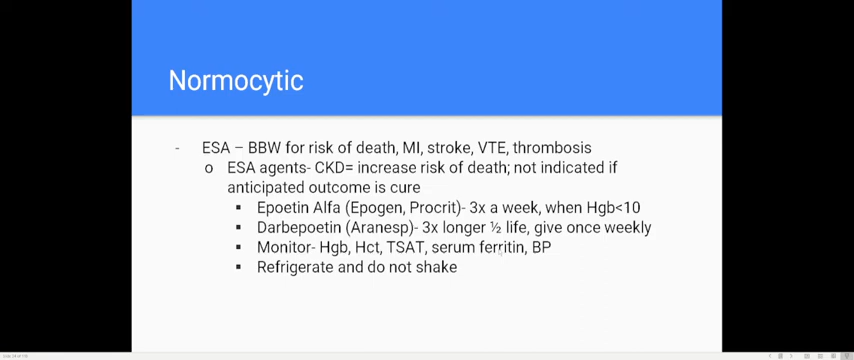 Normocytic
- ESA – BBW for risk of death, MI, stroke, VTE, thrombosis
o ESA agents- CKD= increase risk of death; not indicated if
anticipated outcome is cure
▪ Epoetin Alfa (Epogen, Procrit)- 3x a week, when Hgb<10
▪ Darbepoetin (Aranesp)- 3x longer ½ life, give once weekly
▪ Monitor- Hgb, Hct, TSAT, serum ferritin, BP
▪ Refrigerate and do not shake